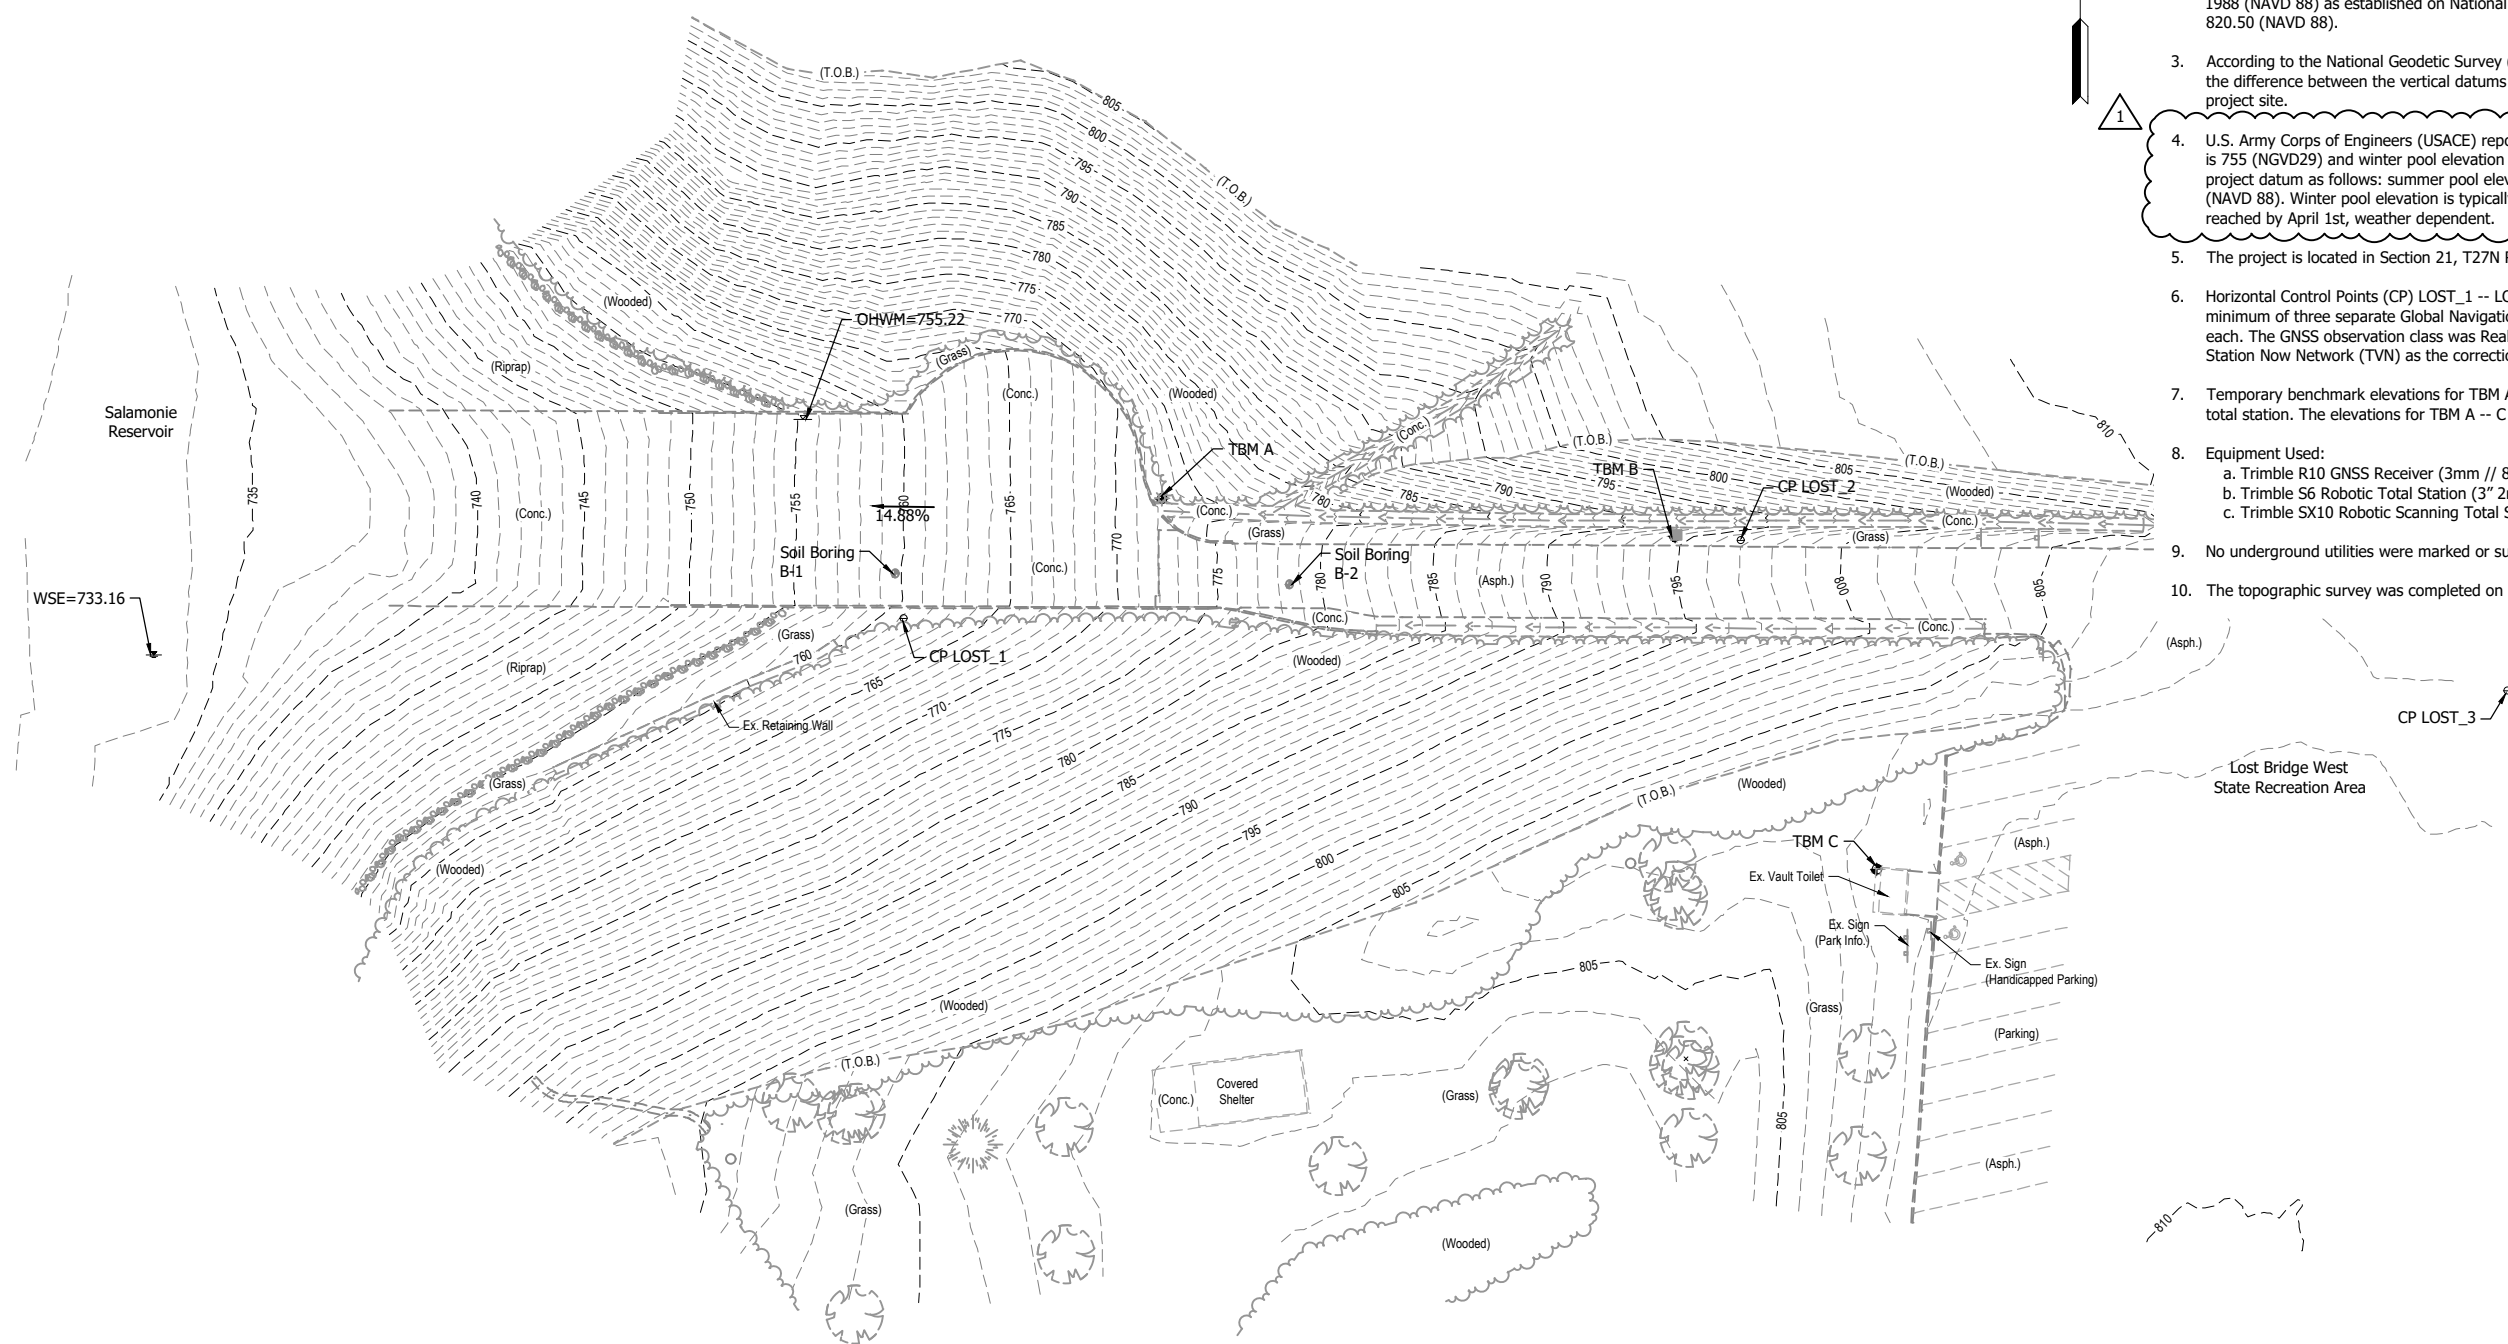 1988 (NAVD 88) as established on National
820.50 (NAVD 88).
3. According to the National Geodetic Survey
the difference between the vertical datums
project site.
1
4. U.S. Army Corps of Engineers (USACE) repo
is 755 (NGVD29) and winter pool elevation
project datum as follows: summer pool elev
(NAVD 88). Winter pool elevation is typicall
reached by April 1st, weather dependent.
5. The project is located in Section 21, T27N
6. Horizontal Control Points (CP) LOST_1 -- LO
minimum of three separate Global Navigatio
each. The GNSS observation class was Real
Station Now Network (TVN) as the correctio
7. Temporary benchmark elevations for TBM A
total station. The elevations for TBM A -- C
8. Equipment Used:
a. Trimble R10 GNSS Receiver (3mm // 8
b. Trimble S6 Robotic Total Station (3" 2
c. Trimble SX10 Robotic Scanning Total S
9. No underground utilities were marked or su
10. The topographic survey was completed on
(T.O.B.)
805
800
795
790
785
780
775
770
(T.O.B.)
(Wooded)
OHWM=755.22
(Grass)
(Riprap)
(Conc.)
(Wooded)
Salamonie
Reservoir
(Conc.)
810
TBM A
(T.O.B.)
(T.O.B.)
TBM B
805
800
795
790
785
780
CP LOST_2
(Wooded)
735
740
745
750
755
760
765
770
14.88%
(Conc.)
(Conc.)
(Conc.)
(Grass)
(Grass)
Soil Boring
B-1
(Conc.)
Soil Boring
B-2
775
780
785
(Asph.)
790
795
800
805
WSE=733.16
(Grass)
(Conc.)
(Conc.)
(Asph.)
760
CP LOST_1
(Wooded)
(Riprap)
765
770
775
780
785
790
795
800
805
Ex. Retaining Wall
CP LOST_3
Lost Bridge West
State Recreation Area
(Grass)
(Wooded)
(T.O.B.)
(Wooded)
TBM C
(Asph.)
Ex. Vault Toilet
Ex. Sign
(Park Info.)
Ex. Sign
(Handicapped Parking)
805
(Wooded)
(Grass)
(Parking)
(T.O.B.)
Covered
Shelter
(Conc.)
(Grass)
805
(Asph.)
(Grass)
(Wooded)
810